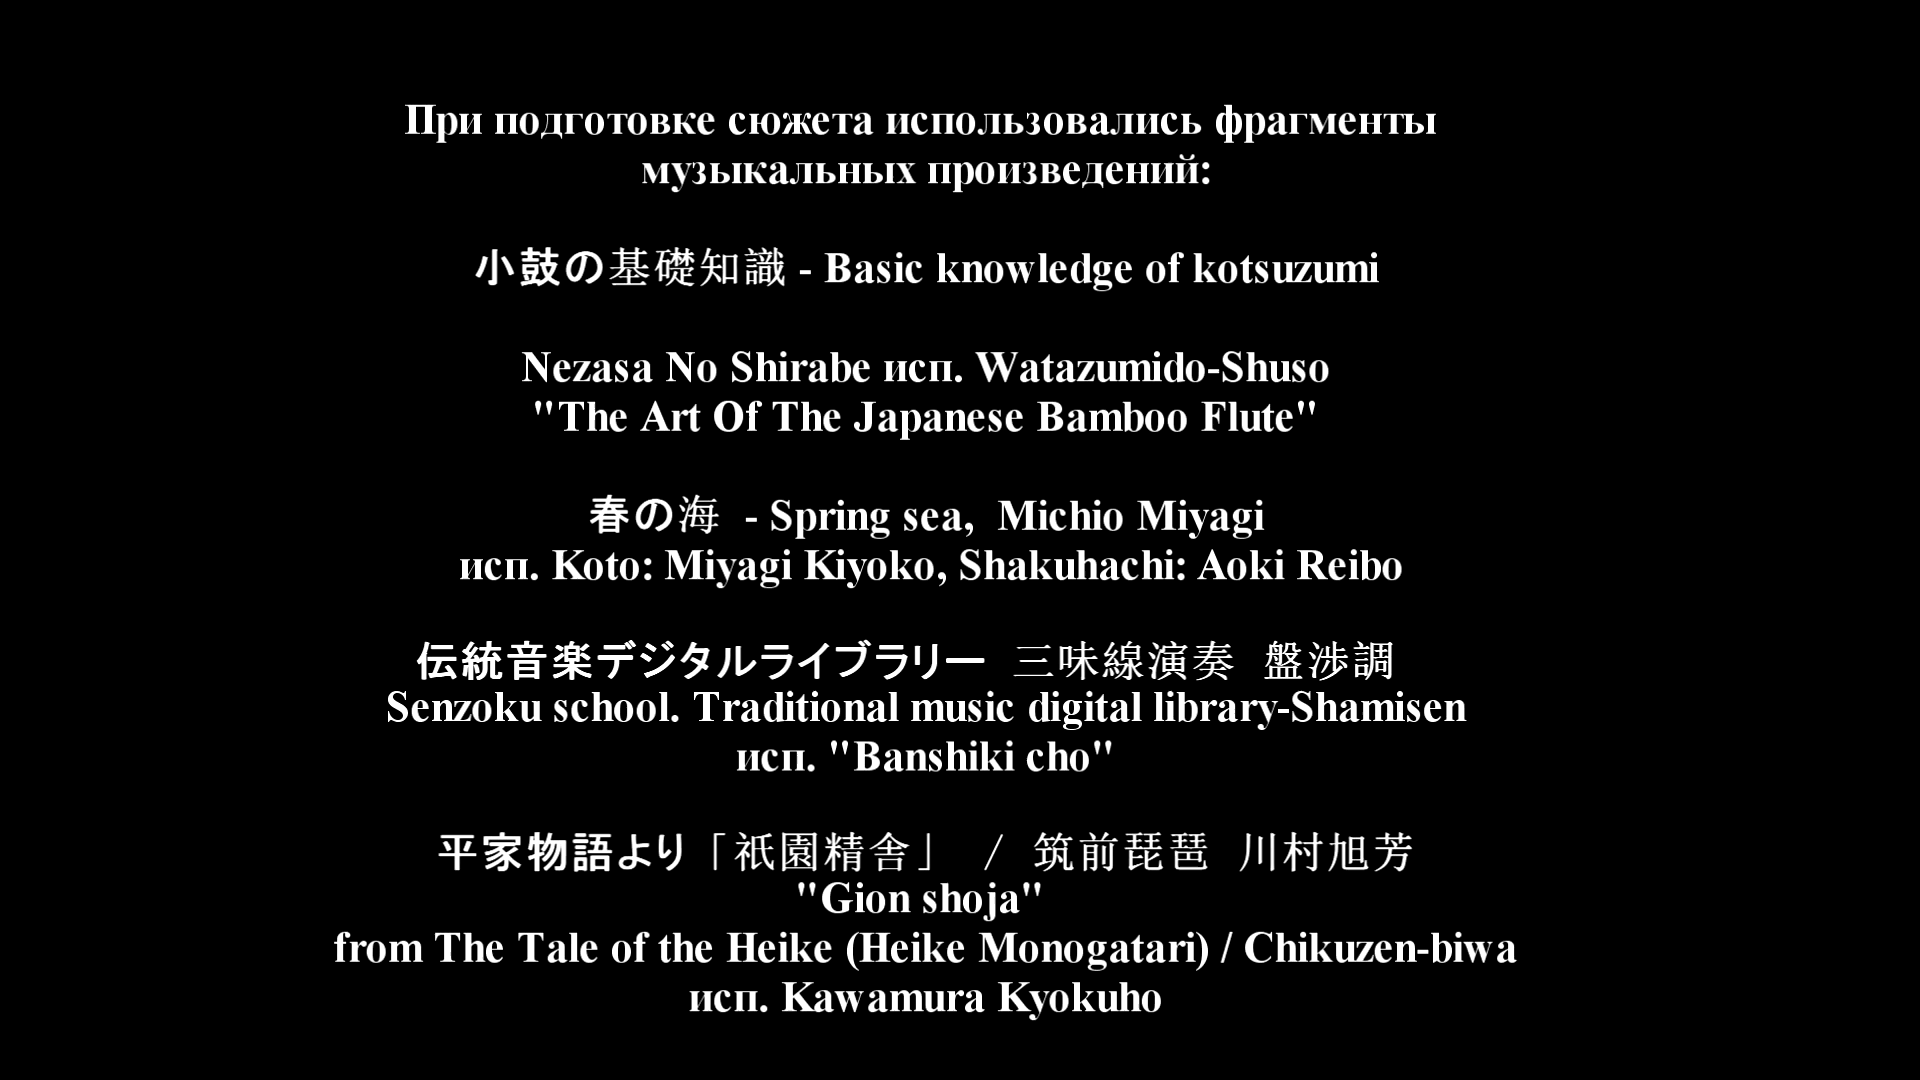 При подготовке сюжета использовались фрагменты
музыкальных произведений:
小鼓の基礎知識 - Basic knowledge of kotsuzumi
Nezasa No Shirabe исп. Watazumido-Shuso
"The Art Of The Japanese Bamboo Flute"
春の海 - Spring sea, Michio Miyagi
исп. Koto: Miyagi Kiyoko, Shakuhachi: Aoki Reibo
伝統音楽デジタルライブラリー 三味線演奏 盤渉調
Senzoku school. Traditional music digital library-Shamisen
исп. "Banshiki cho"
平家物語より「祇園精舎」 / 筑前琵琶 川村旭芳
"Gion shoja"
from The Tale of the Heike (Heike Monogatari) / Chikuzen-biwa
исп. Kawamura Kyokuho